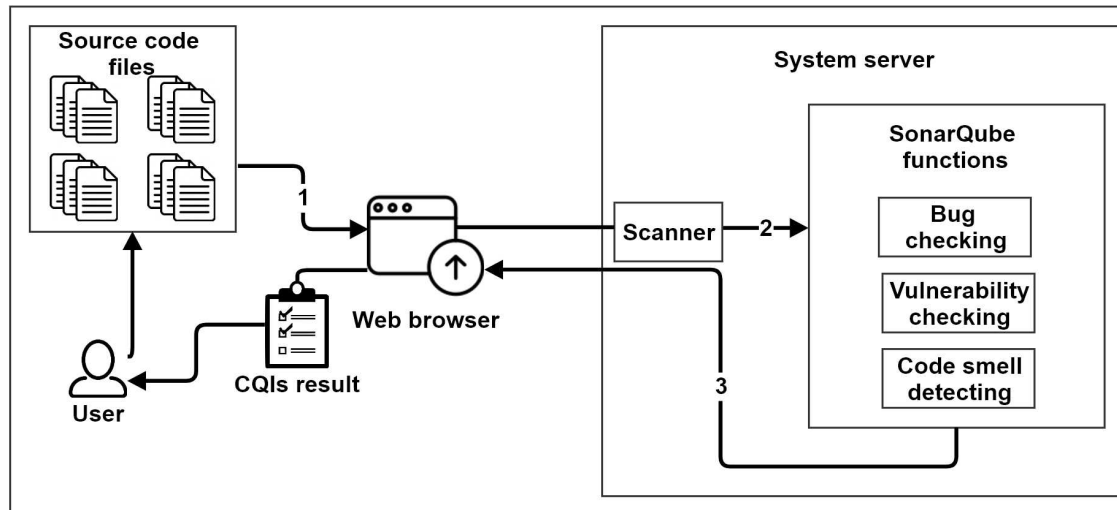 Source code
files
System server
SonarQube
functions
1
Scanner
2
Bug
checking
Vulnerability
checking
Web browser
Code smell
detecting
CQIs result
3
User